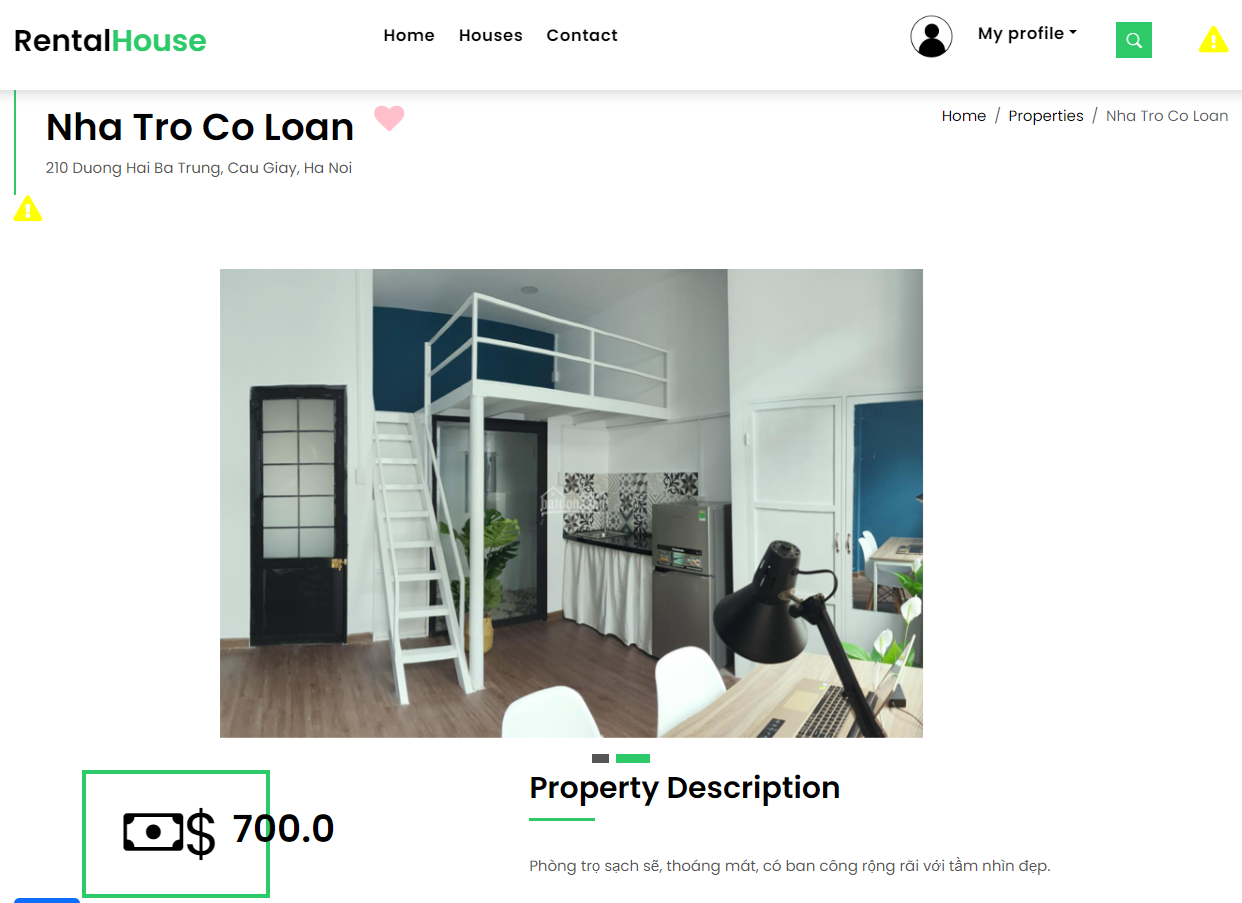 RentalHouse
Home Houses Contact
My profile
Nha Tro Co Loan
Home / Properties / Nha Tro Co Loan
210 Duong Hai Ba Trung, Cau Giay, Ha Noi
Property Description
$ 700.0
Phòng trọ sạch sẽ, thoáng mát, có ban công rộng rãi với tầm nhìn đẹp.